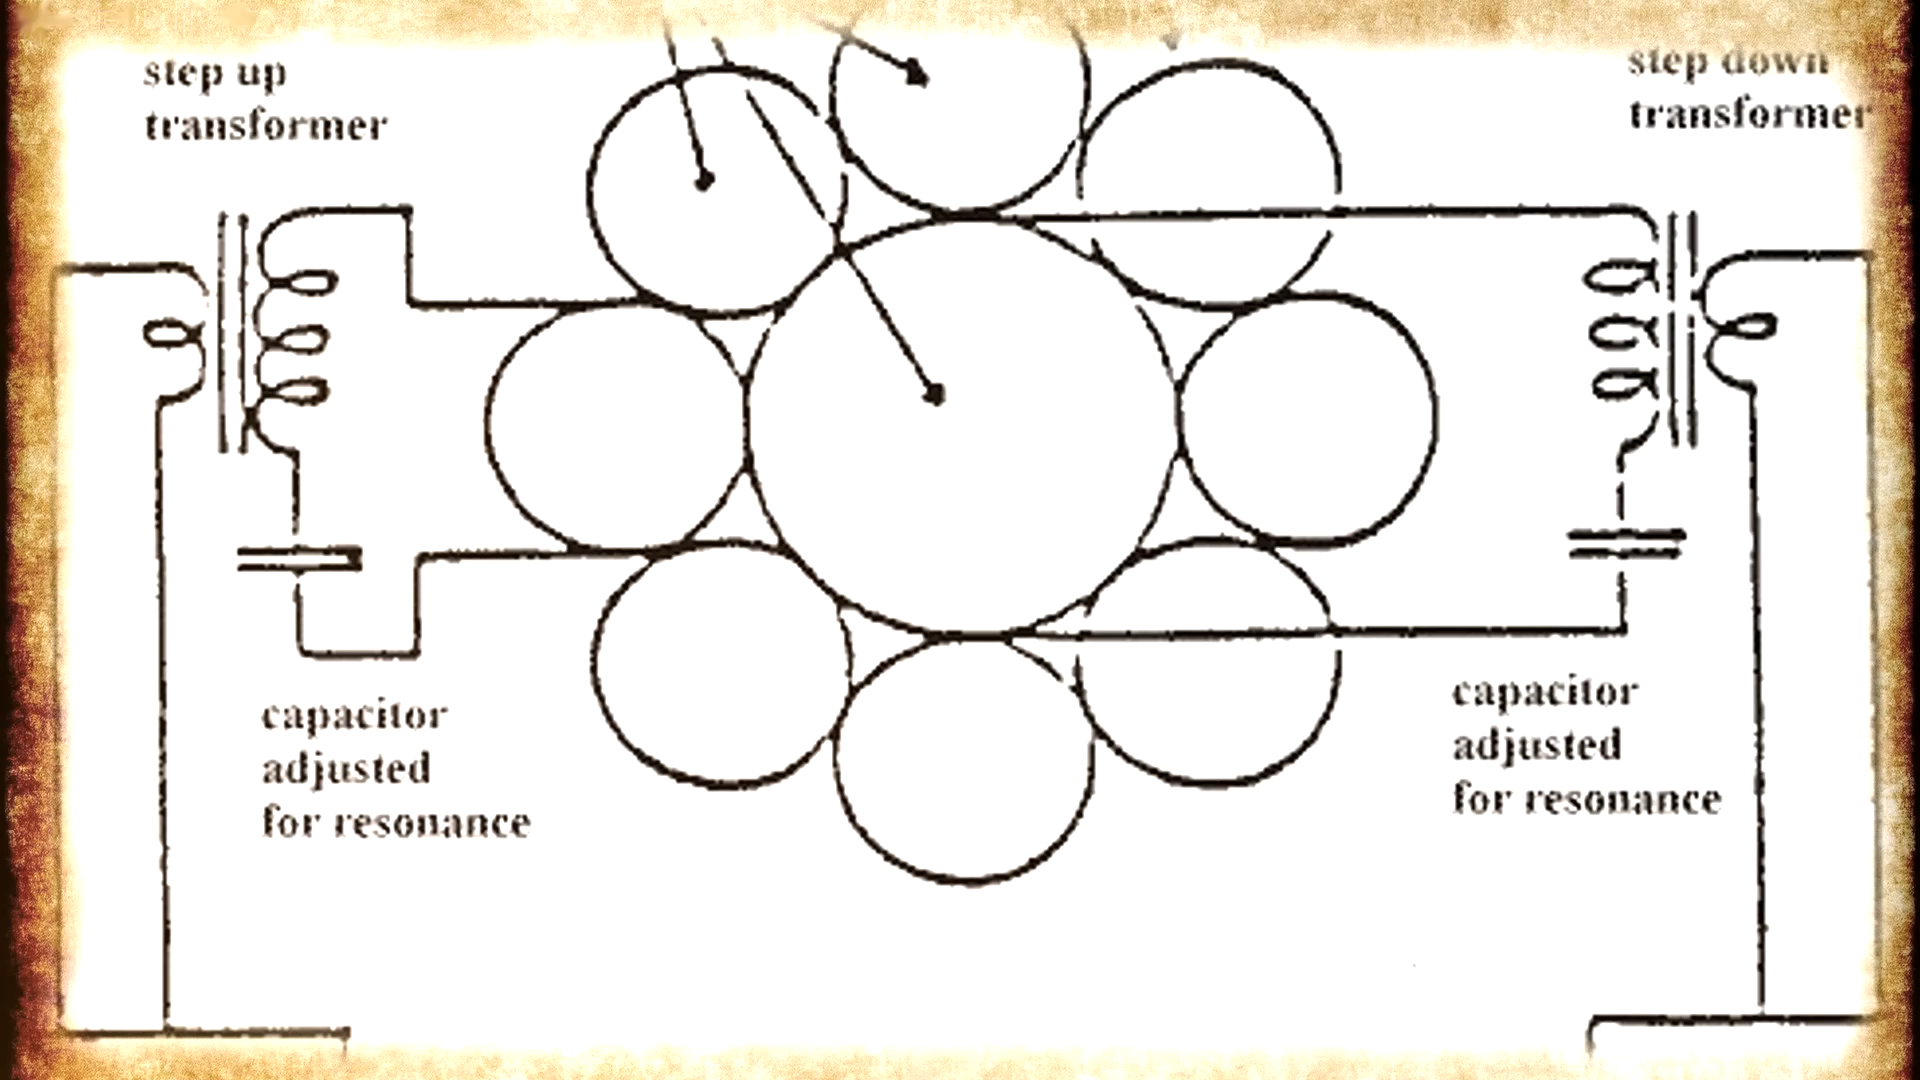 step up
transformer
step down
transformer
capacitor
adjusted
for resonance
capacitor
adjusted
for resonance